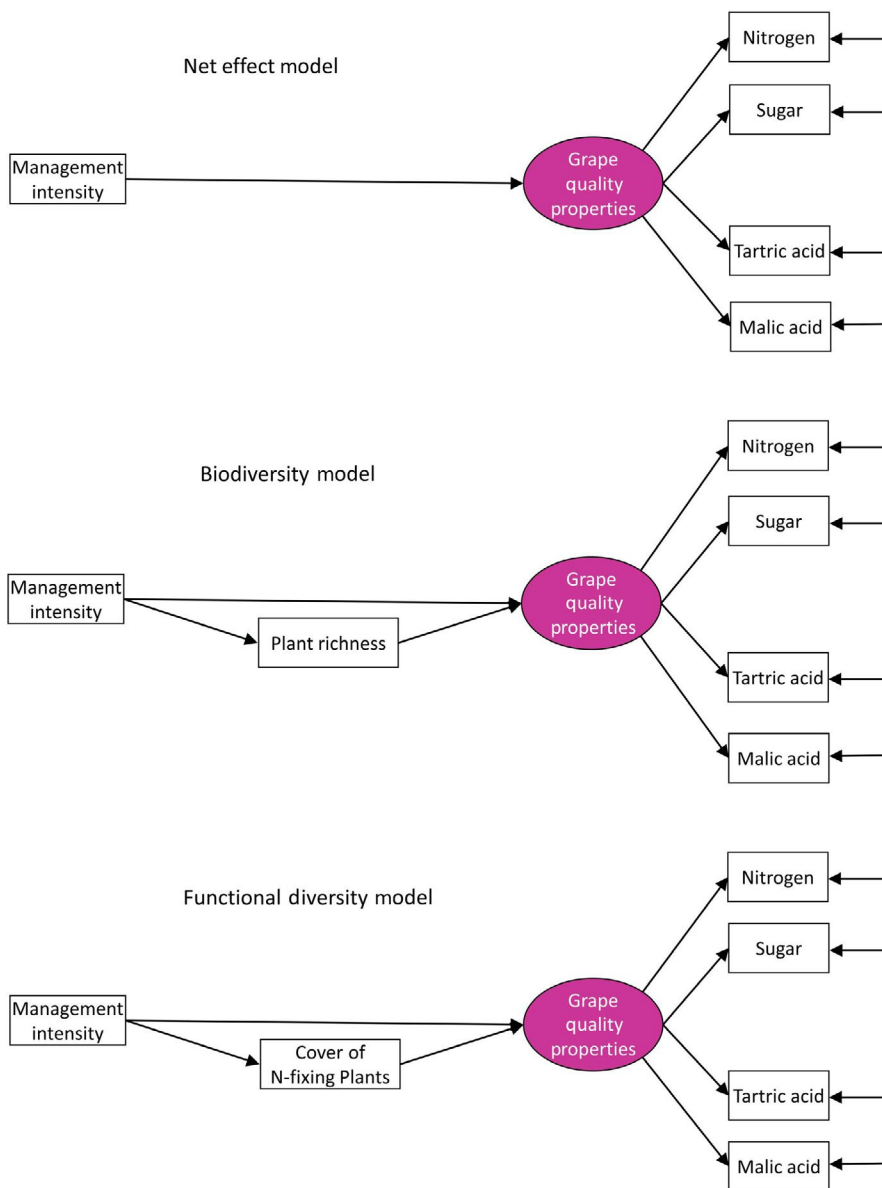 Net effect model
Management
intensity
Grape
quality
properties
Nitrogen
Sugar
Tartric acid
Malic acid
Biodiversity model
Management
intensity
Plant richness
Grape
quality
properties
Nitrogen
Sugar
Tartric acid
Malic acid
Functional diversity model
Management
intensity
Cover of
N-fixing Plants
Grape
quality
properties
Nitrogen
Sugar
Tartric acid
Malic acid